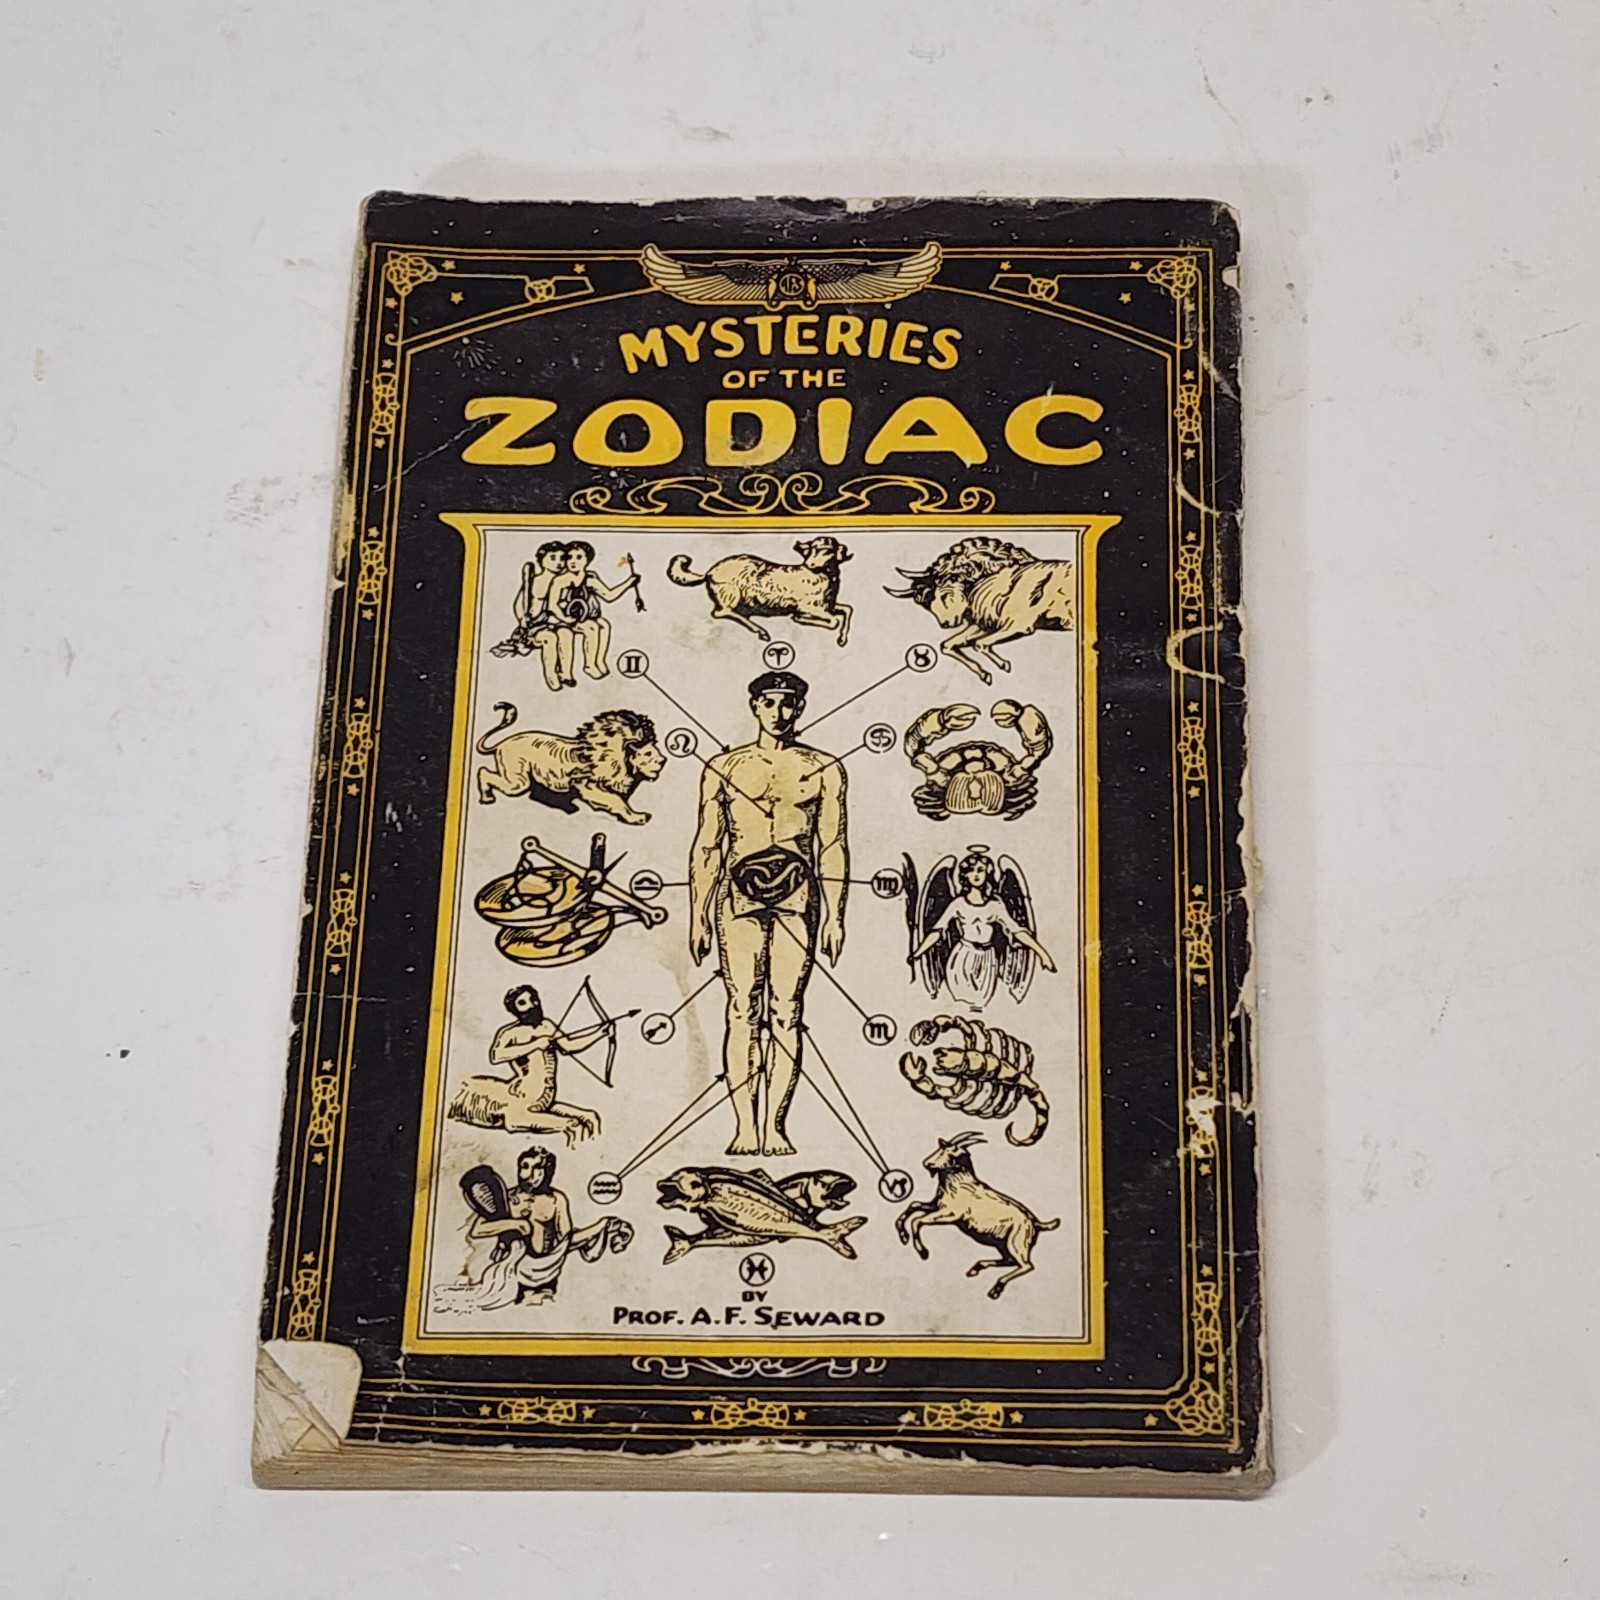 MYSTERIES
OF THE
ZODIAC
♊ ♈ ♉
♌ ♋
♎ ♍
♐ ♏
♒ ♑
♓
BY
PROF. A. F. SEWARD